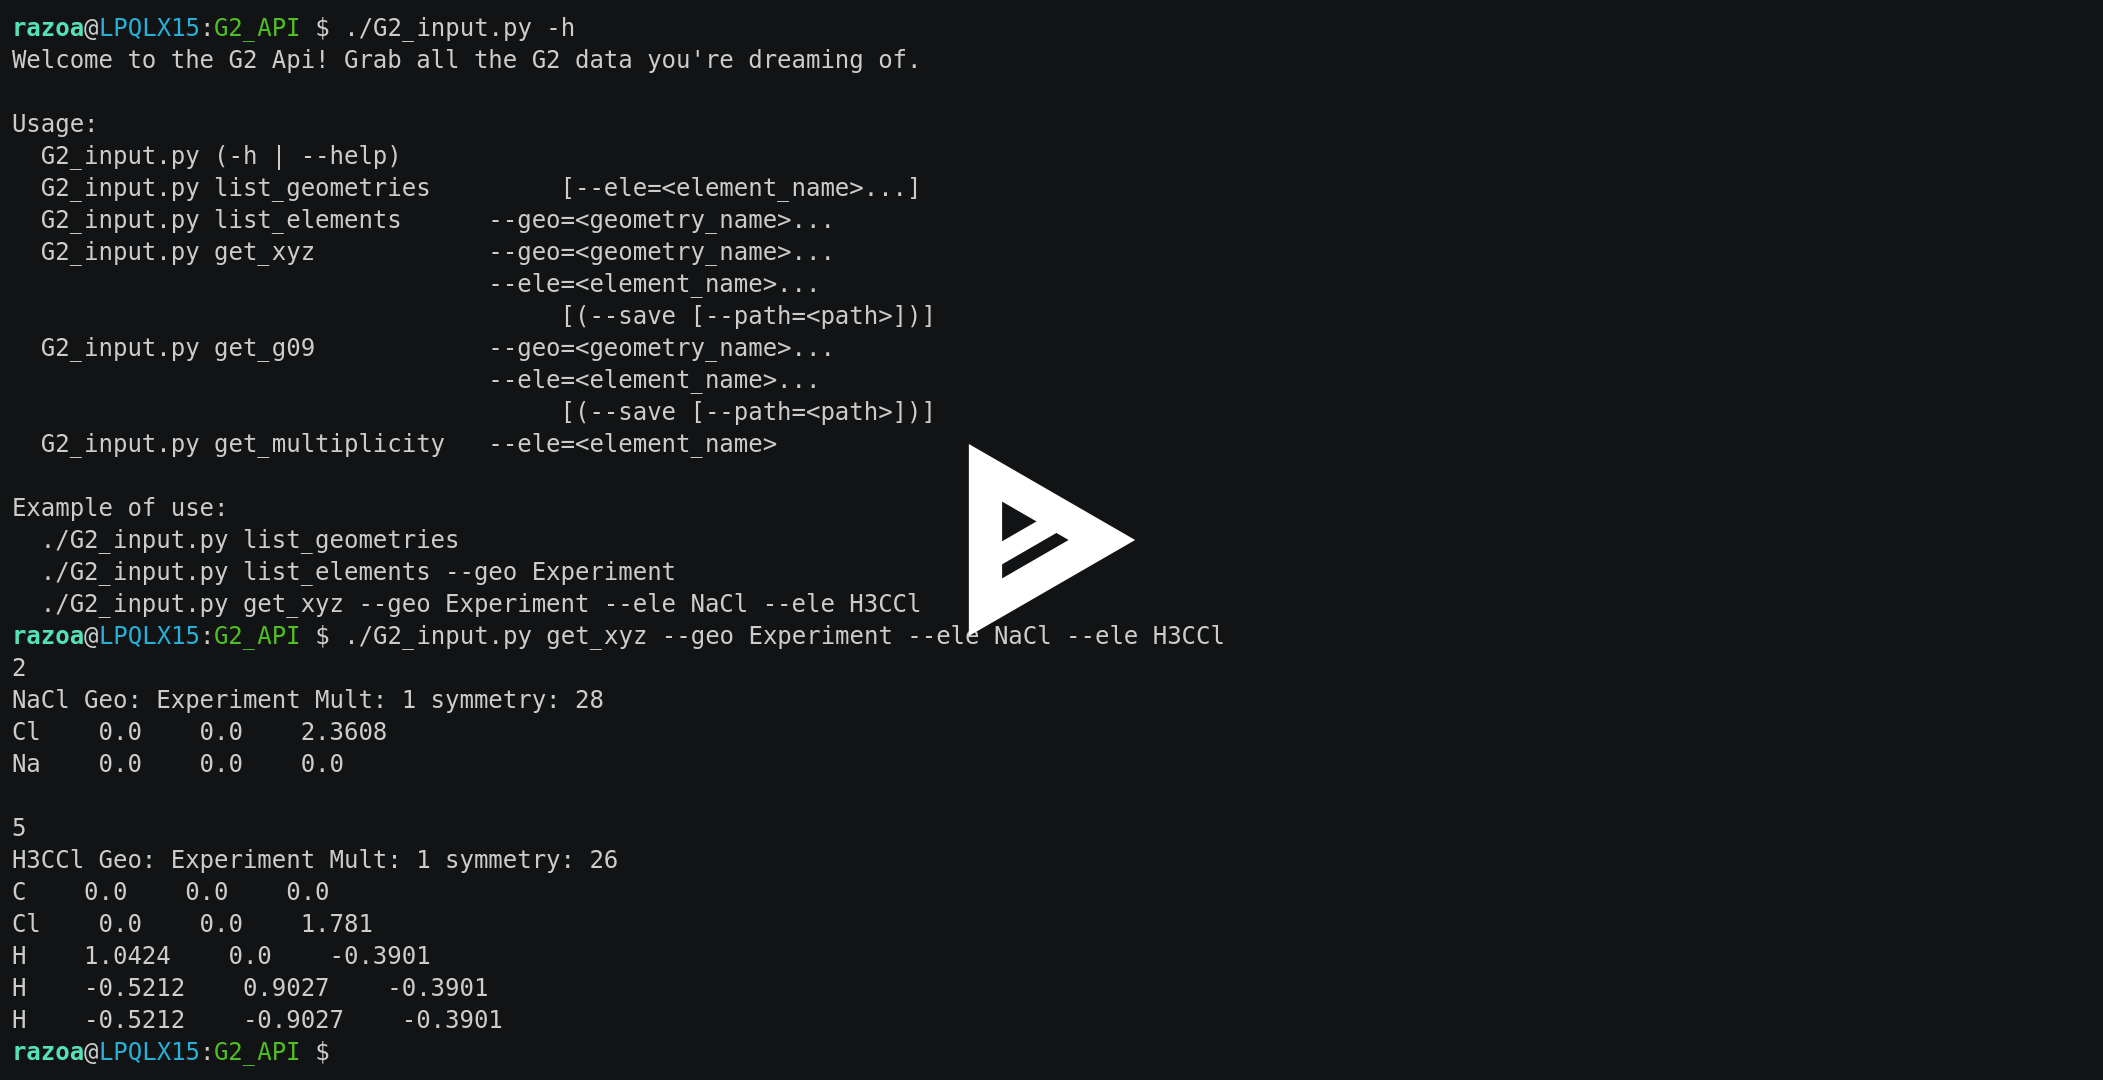 razoa@LPQLX15:G2_API $ ./G2_input.py -h
Welcome to the G2 Api! Grab all the G2 data you're dreaming of.

Usage:
  G2_input.py (-h | --help)
  G2_input.py list_geometries         [--ele=<element_name>...]
  G2_input.py list_elements      --geo=<geometry_name>...
  G2_input.py get_xyz            --geo=<geometry_name>...
                                 --ele=<element_name>...
                                      [(--save [--path=<path>])]
  G2_input.py get_g09            --geo=<geometry_name>...
                                 --ele=<element_name>...
                                      [(--save [--path=<path>])]
  G2_input.py get_multiplicity   --ele=<element_name>

Example of use:
  ./G2_input.py list_geometries
  ./G2_input.py list_elements --geo Experiment
  ./G2_input.py get_xyz --geo Experiment --ele NaCl --ele H3CCl
razoa@LPQLX15:G2_API $ ./G2_input.py get_xyz --geo Experiment --ele NaCl --ele H3CCl
2
NaCl Geo: Experiment Mult: 1 symmetry: 28
Cl    0.0    0.0    2.3608
Na    0.0    0.0    0.0

5
H3CCl Geo: Experiment Mult: 1 symmetry: 26
C    0.0    0.0    0.0
Cl    0.0    0.0    1.781
H    1.0424    0.0    -0.3901
H    -0.5212    0.9027    -0.3901
H    -0.5212    -0.9027    -0.3901
razoa@LPQLX15:G2_API $